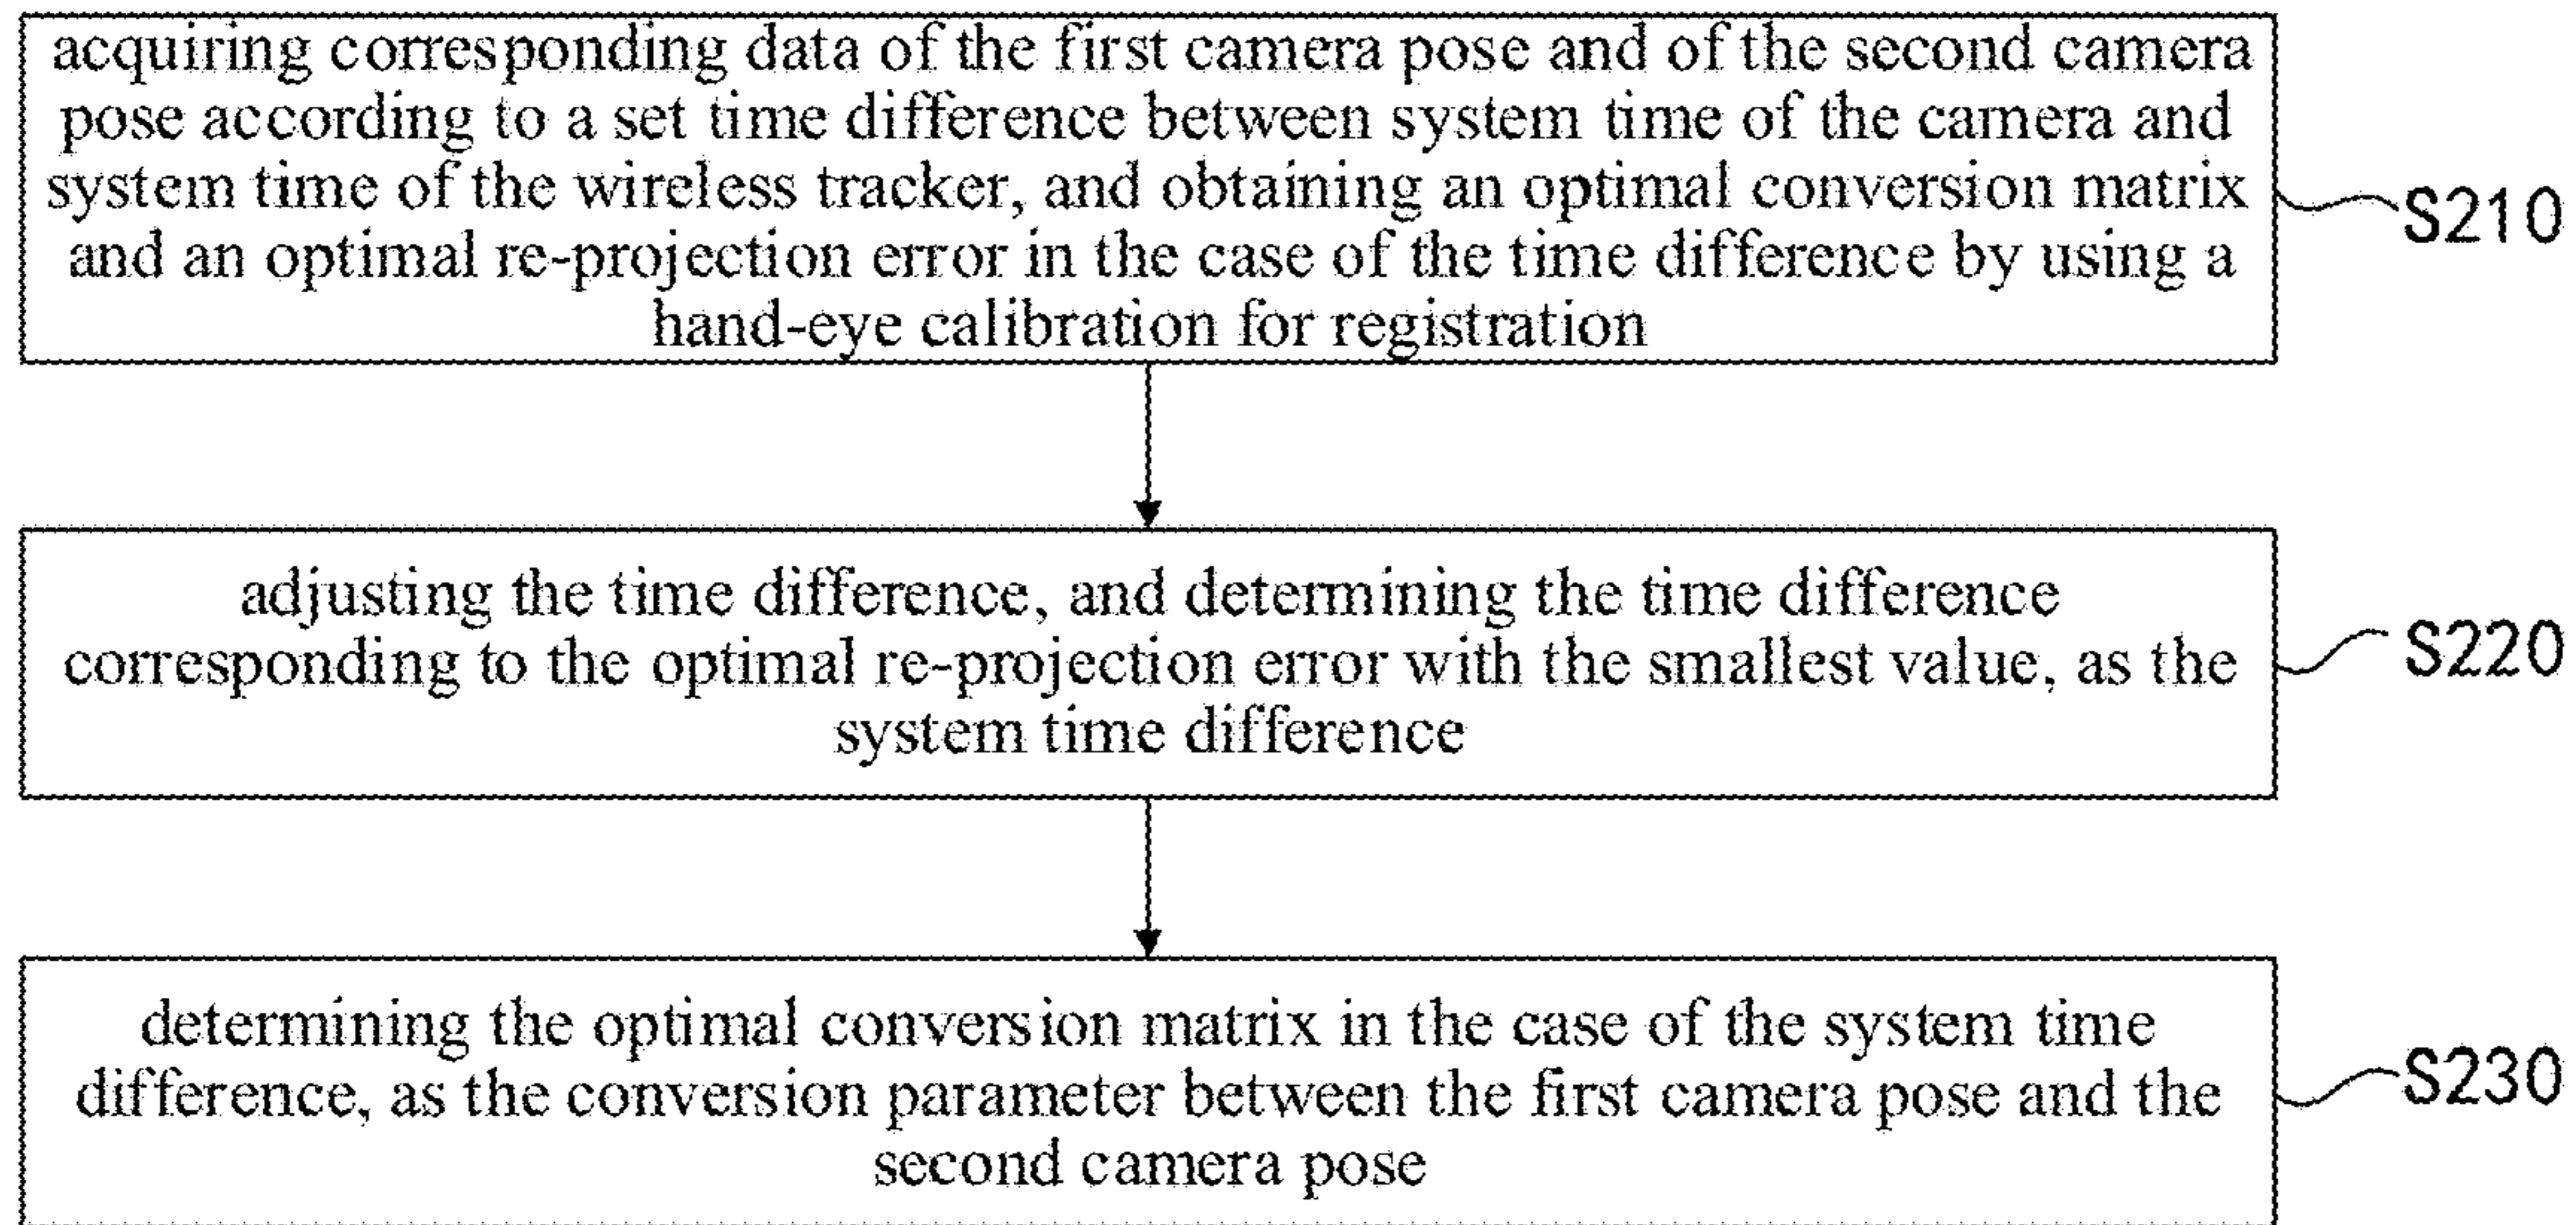 acquiring corresponding data of the first camera pose and of the second camera
pose according to a set time difference between system time of the camera and
system time of the wireless tracker, and obtaining an optimal conversion matrix
and an optimal re-projection error in the case of the time difference by using a
hand-eye calibration for registration
S210
adjusting the time difference, and determining the time difference
corresponding to the optimal re-projection error with the smallest value, as the
system time difference
S220
determining the optimal conversion matrix in the case of the system time
difference, as the conversion parameter between the first camera pose and the
second camera pose
S230